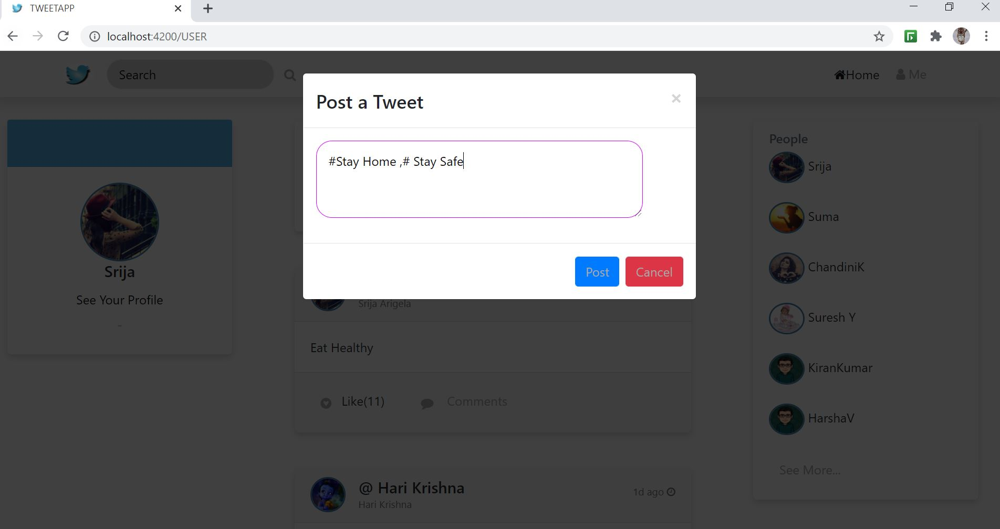 TWEETAPP
localhost:4200/USER
Search
Home
Me
Post a Tweet
×
#Stay Home ,# Stay Safe
Post
Cancel
Srija
See Your Profile
-
Srija Arigela
Eat Healthy
Like(11)
Comments
@ Hari Krishna
1d ago
Hari Krishna
People
Srija
Suma
ChandiniK
Suresh Y
KiranKumar
HarshaV
See More...